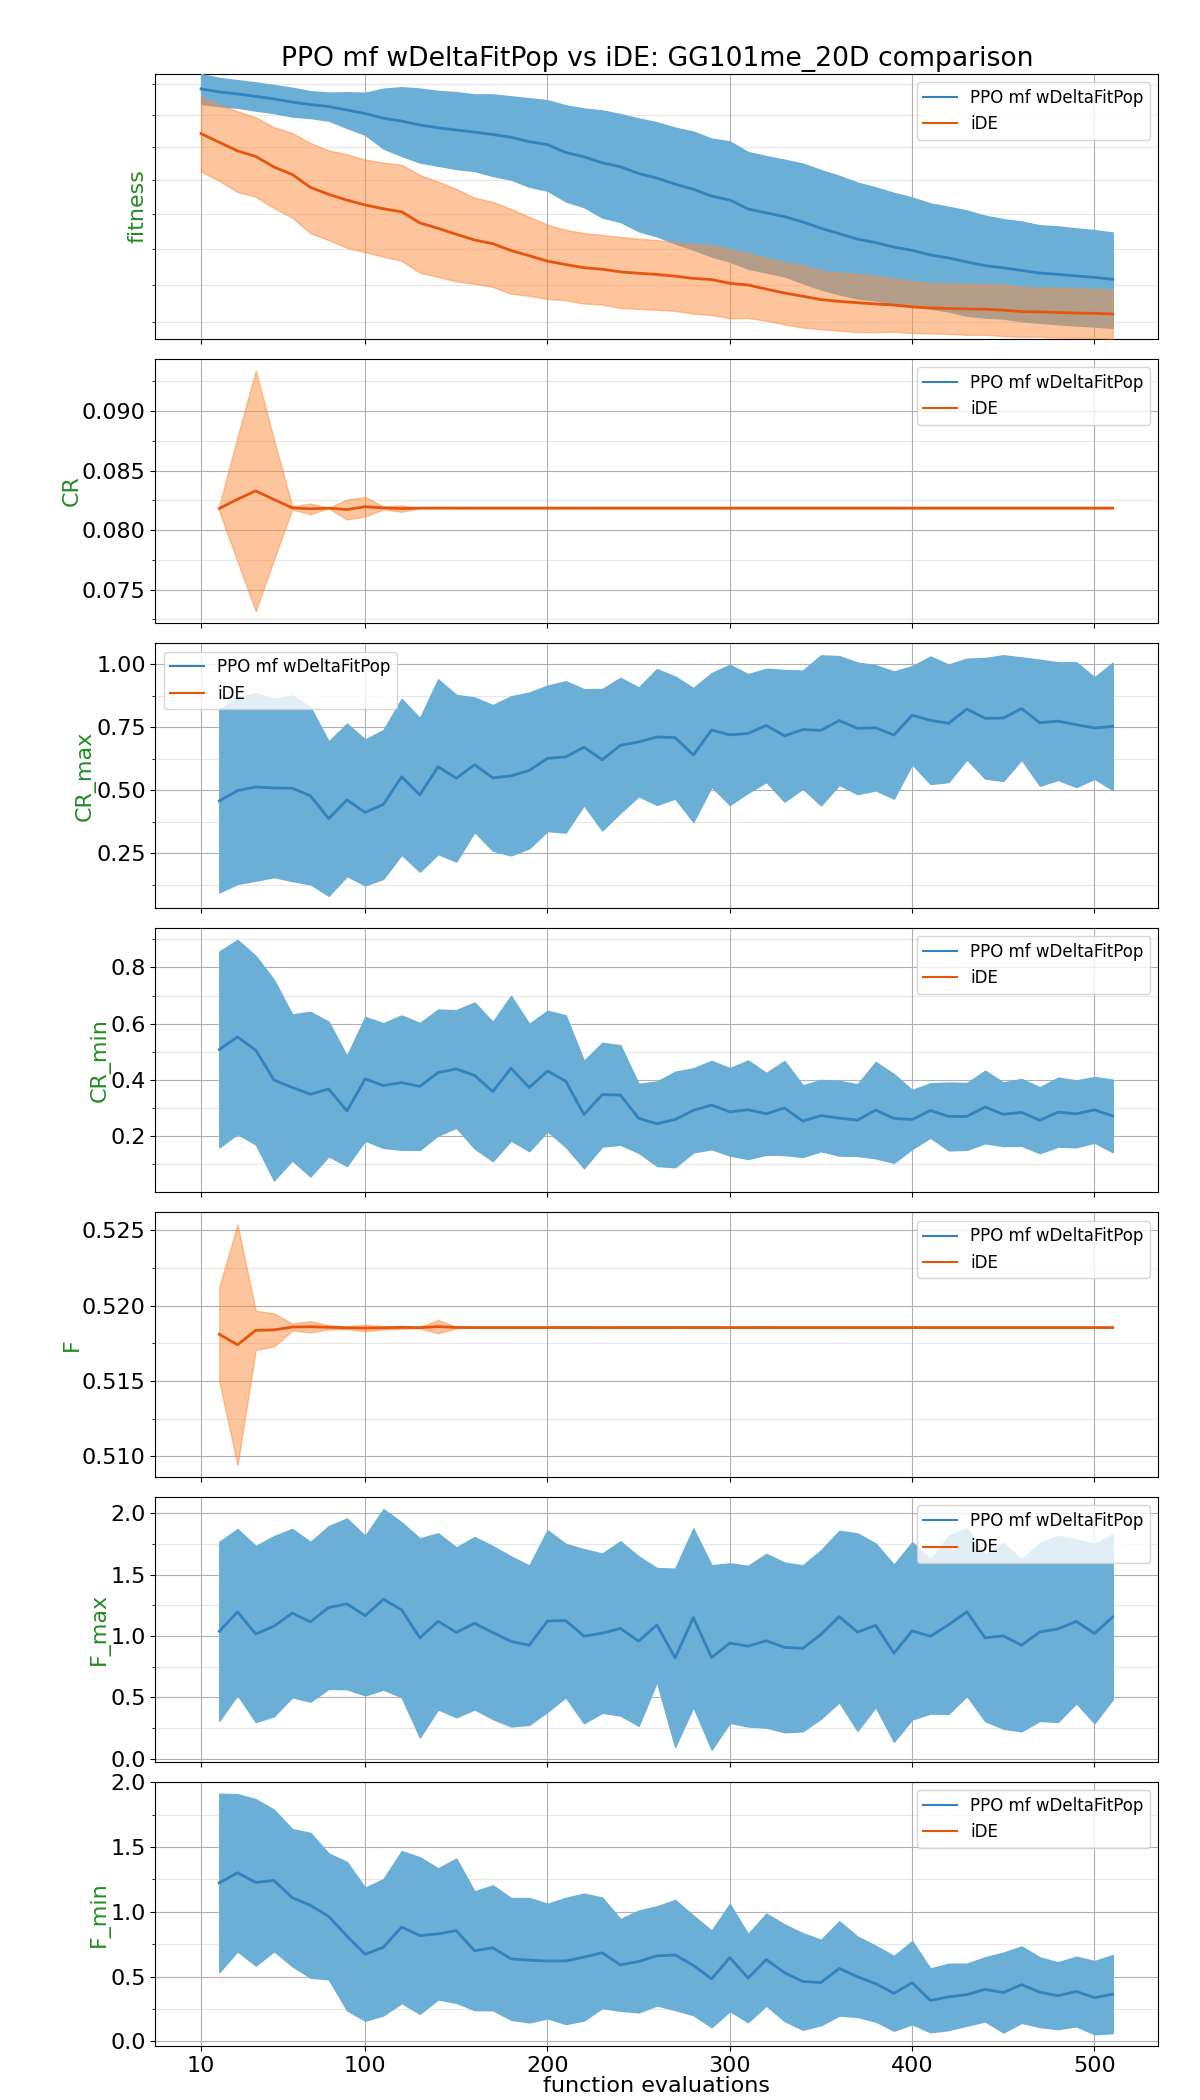 PPO mf wDeltaFitPop vs iDE: GG101me_20D comparison
fitness
PPO mf wDeltaFitPop
iDE
CR
0.090
0.085
0.080
0.075
PPO mf wDeltaFitPop
iDE
CR_max
1.00
0.75
0.50
0.25
PPO mf wDeltaFitPop
iDE
CR_min
0.8
0.6
0.4
0.2
PPO mf wDeltaFitPop
iDE
F
0.525
0.520
0.515
0.510
PPO mf wDeltaFitPop
iDE
F_max
2.0
1.5
1.0
0.5
0.0
PPO mf wDeltaFitPop
iDE
F_min
2.0
1.5
1.0
0.5
0.0
PPO mf wDeltaFitPop
iDE
10 100 200 300 400 500
function evaluations